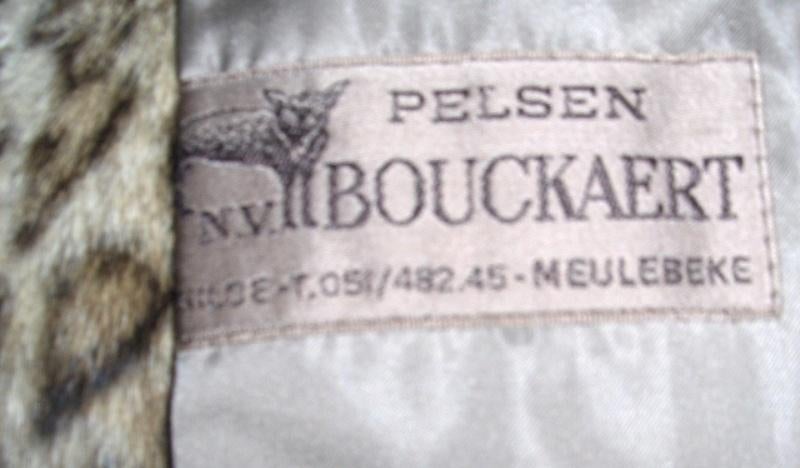 PELSEN
N.V. BOUCKAERT
T. 051/482.45 - MEULEBEKE